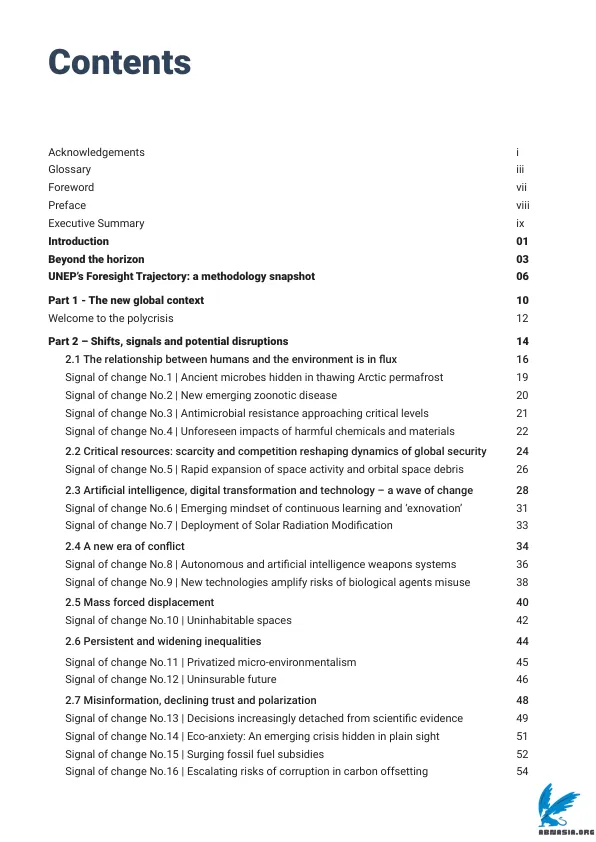 Contents
Acknowledgements i
Glossary iii
Foreword vii
Preface viii
Executive Summary ix
Introduction 01
Beyond the horizon 03
UNEP’s Foresight Trajectory: a methodology snapshot 06
Part 1 - The new global context 10
Welcome to the polycrisis 12
Part 2 – Shifts, signals and potential disruptions 14
2.1 The relationship between humans and the environment is in flux 16
Signal of change No.1 | Ancient microbes hidden in thawing Arctic permafrost 19
Signal of change No.2 | New emerging zoonotic disease 20
Signal of change No.3 | Antimicrobial resistance approaching critical levels 21
Signal of change No.4 | Unforeseen impacts of harmful chemicals and materials 22
2.2 Critical resources: scarcity and competition reshaping dynamics of global security 24
Signal of change No.5 | Rapid expansion of space activity and orbital space debris 26
2.3 Artificial intelligence, digital transformation and technology – a wave of change 28
Signal of change No.6 | Emerging mindset of continuous learning and ‘exnovation’ 31
Signal of change No.7 | Deployment of Solar Radiation Modification 33
2.4 A new era of conflict 34
Signal of change No.8 | Autonomous and artificial intelligence weapons systems 36
Signal of change No.9 | New technologies amplify risks of biological agents misuse 38
2.5 Mass forced displacement 40
Signal of change No.10 | Uninhabitable spaces 42
2.6 Persistent and widening inequalities 44
Signal of change No.11 | Privatized micro-environmentalism 45
Signal of change No.12 | Uninsurable future 46
2.7 Misinformation, declining trust and polarization 48
Signal of change No.13 | Decisions increasingly detached from scientific evidence 49
Signal of change No.14 | Eco-anxiety: An emerging crisis hidden in plain sight 51
Signal of change No.15 | Surging fossil fuel subsidies 52
Signal of change No.16 | Escalating risks of corruption in carbon offsetting 54
ABNASIA.ORG